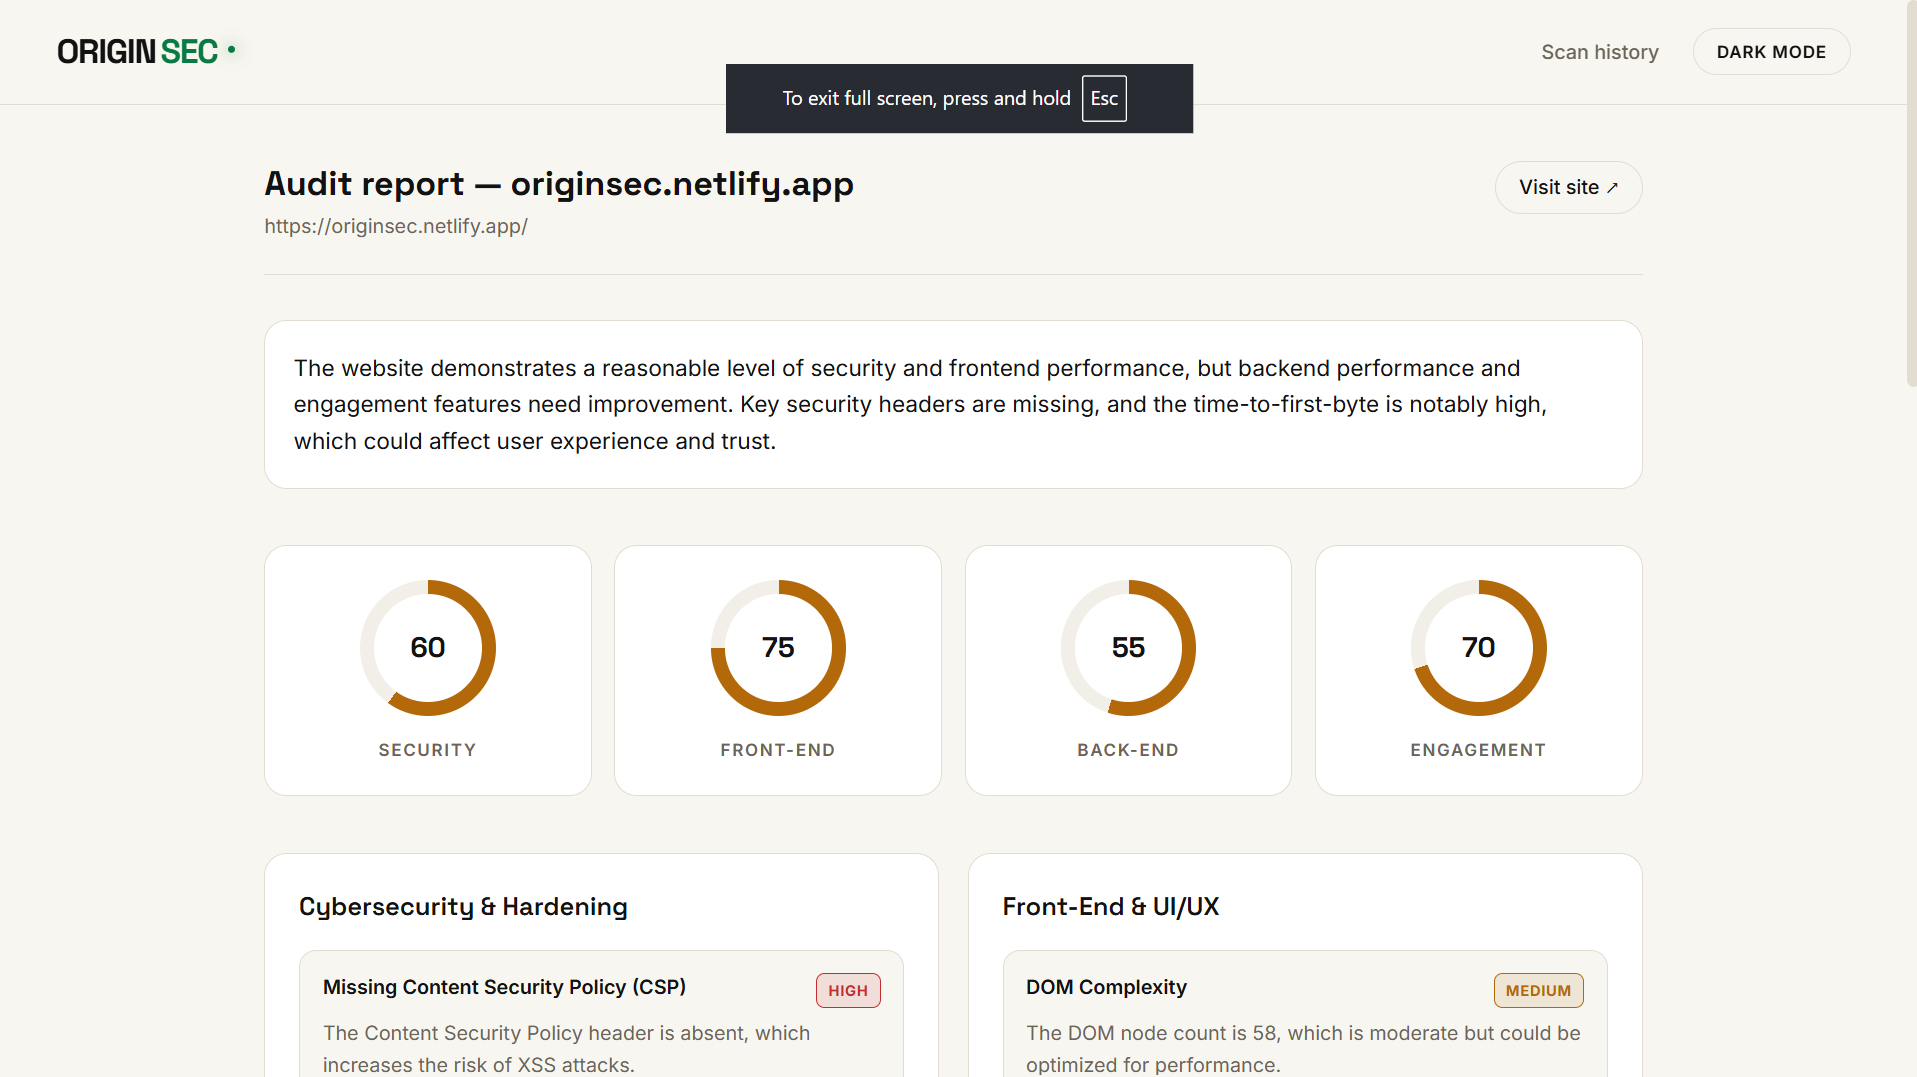 ORIGIN SEC
Scan history
DARK MODE
To exit full screen, press and hold Esc
Audit report — originsec.netlify.app
https://originsec.netlify.app/
Visit site ↗
The website demonstrates a reasonable level of security and frontend performance, but backend performance and
engagement features need improvement. Key security headers are missing, and the time-to-first-byte is notably high,
which could affect user experience and trust.
60
SECURITY
75
FRONT-END
55
BACK-END
70
ENGAGEMENT
Cybersecurity & Hardening
Missing Content Security Policy (CSP)
HIGH
The Content Security Policy header is absent, which
increases the risk of XSS attacks.
Front-End & UI/UX
DOM Complexity
MEDIUM
The DOM node count is 58, which is moderate but could be
optimized for performance.